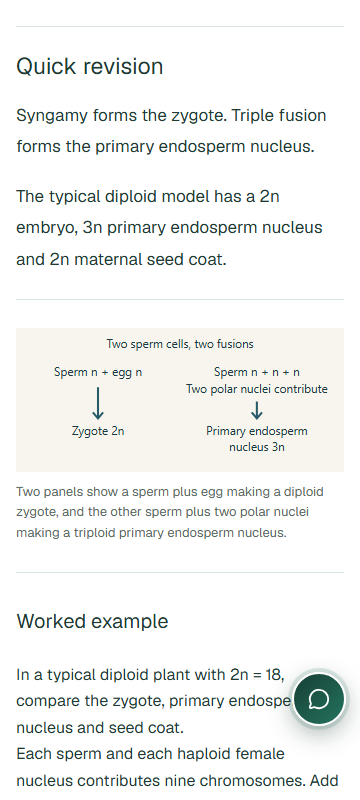 Quick revision
Syngamy forms the zygote. Triple fusion
forms the primary endosperm nucleus.
The typical diploid model has a 2n
embryo, 3n primary endosperm nucleus
and 2n maternal seed coat.
Two sperm cells, two fusions
Sperm n + egg n
Zygote 2n
Sperm n + n + n
Two polar nuclei contribute
Primary endosperm
nucleus 3n
Two panels show a sperm plus egg making a diploid
zygote, and the other sperm plus two polar nuclei
making a triploid primary endosperm nucleus.
Worked example
In a typical diploid plant with 2n = 18,
compare the zygote, primary
nucleus and seed coat.
Each sperm and each haploid female
nucleus contributes nine chromosomes. Add